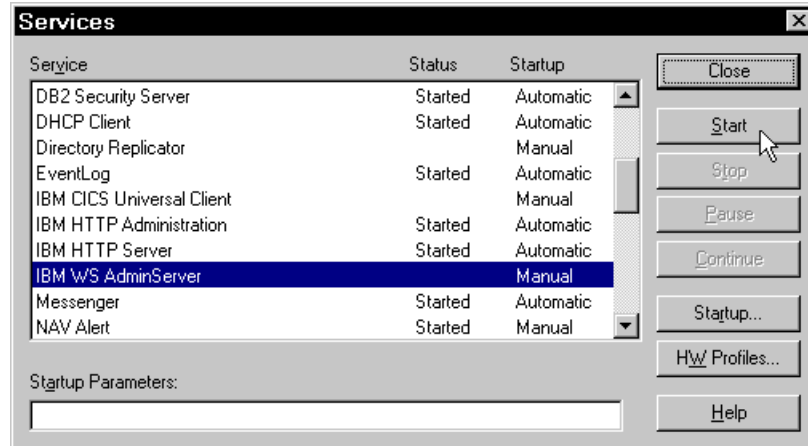 Services
Service Status Startup
DB2 Security Server Started Automatic
DHCP Client Started Automatic
Directory Replicator Manual
EventLog Started Automatic
IBM CICS Universal Client Manual
IBM HTTP Administration Started Automatic
IBM HTTP Server Started Automatic
IBM WS AdminServer Manual
Messenger Started Automatic
NAV Alert Started Manual
Startup Parameters:
Close
Start
Stop
Pause
Continue
Startup...
HW Profiles...
Help